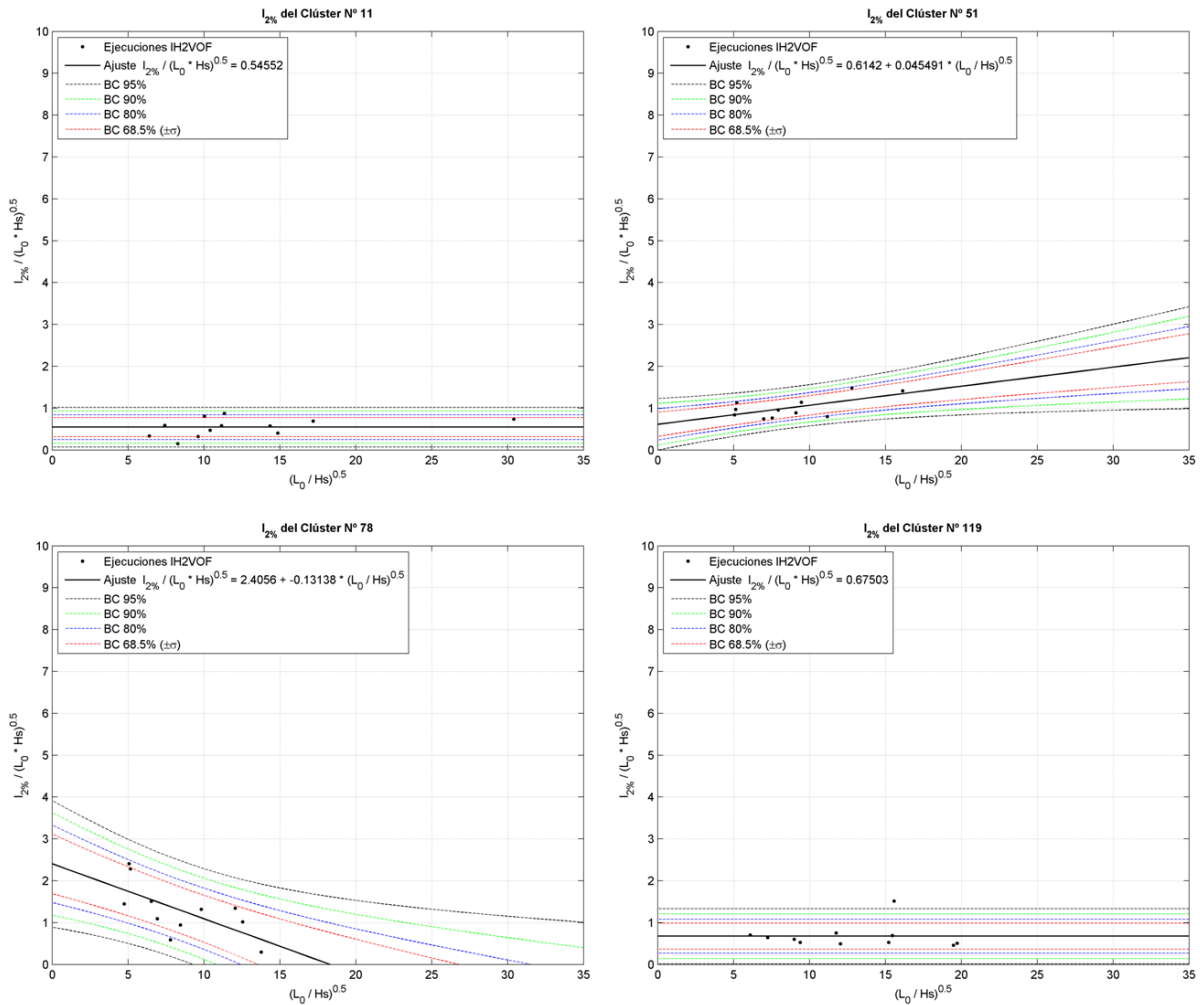 I2% del Clúster Nº 11
Ejecuciones IH2VOF
Ajuste I2% / (L0 * Hs)^0.5 = 0.54552
BC 95%
BC 90%
BC 80%
BC 68.5% (±σ)
10
9
8
7
6
5
4
3
2
1
0
I2% / (L0 * Hs)^0.5
0 5 10 15 20 25 30 35
(L0 / Hs)^0.5
I2% del Clúster Nº 51
Ejecuciones IH2VOF
Ajuste I2% / (L0 * Hs)^0.5 = 0.6142 + 0.045491 * (L0 / Hs)^0.5
BC 95%
BC 90%
BC 80%
BC 68.5% (±σ)
10
9
8
7
6
5
4
3
2
1
0
I2% / (L0 * Hs)^0.5
0 5 10 15 20 25 30 35
(L0 / Hs)^0.5
I2% del Clúster Nº 78
Ejecuciones IH2VOF
Ajuste I2% / (L0 * Hs)^0.5 = 2.4056 + -0.13138 * (L0 / Hs)^0.5
BC 95%
BC 90%
BC 80%
BC 68.5% (±σ)
10
9
8
7
6
5
4
3
2
1
0
I2% / (L0 * Hs)^0.5
0 5 10 15 20 25 30 35
(L0 / Hs)^0.5
I2% del Clúster Nº 119
Ejecuciones IH2VOF
Ajuste I2% / (L0 * Hs)^0.5 = 0.67503
BC 95%
BC 90%
BC 80%
BC 68.5% (±σ)
10
9
8
7
6
5
4
3
2
1
0
I2% / (L0 * Hs)^0.5
0 5 10 15 20 25 30 35
(L0 / Hs)^0.5